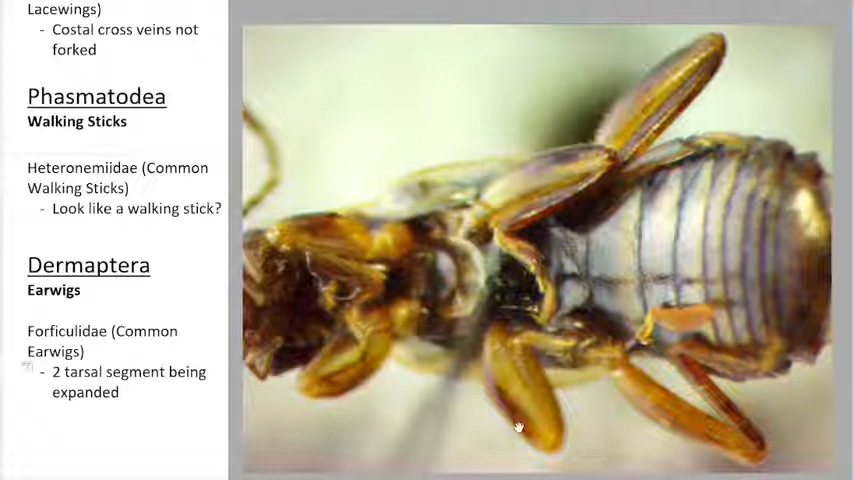 Lacewings)
- Costal cross veins not
forked
Phasmatodea
Walking Sticks
Heteronemiidae (Common
Walking Sticks)
- Look like a walking stick?
Dermaptera
Earwigs
Forficulidae (Common
Earwigs)
- 2 tarsal segment being
expanded